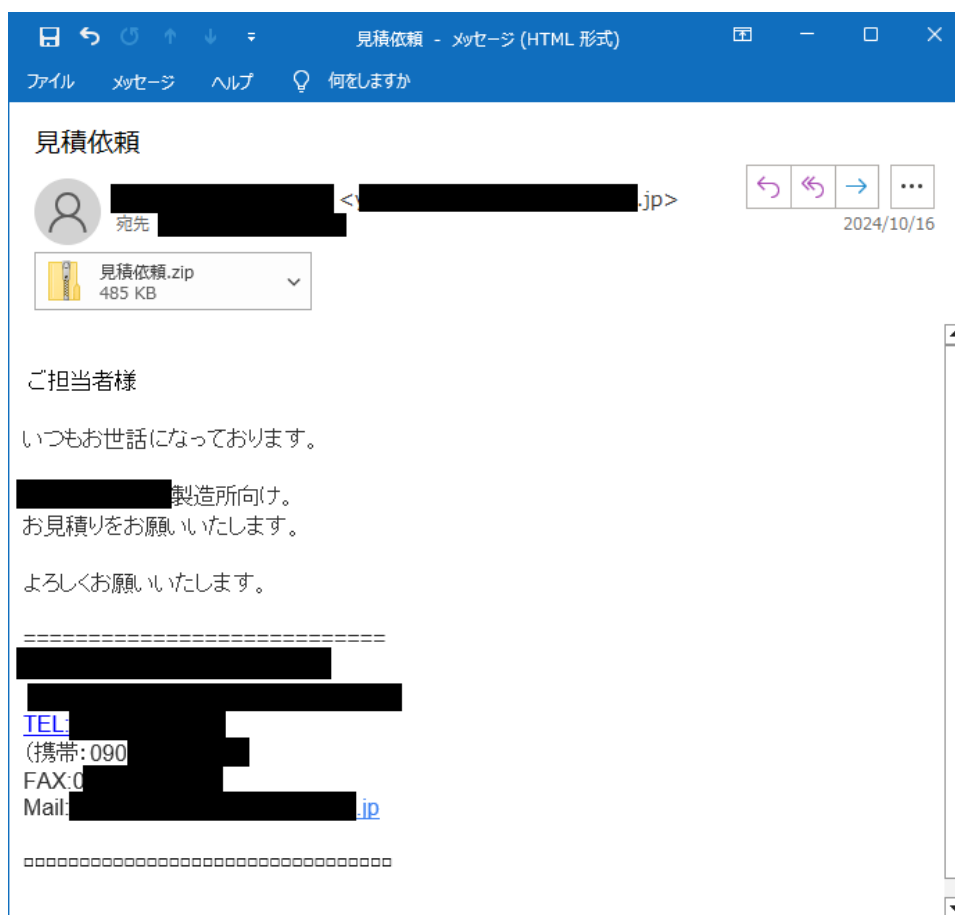 見積依頼 - メッセージ (HTML 形式)
ファイル メッセージ ヘルプ 何をしますか
見積依頼
.jp>
宛先
2024/10/16
見積依頼.zip
485 KB
ご担当者様
いつもお世話になっております。
製造所向け。
お見積りをお願いいたします。
よろしくお願いいたします。
============================
TEL:
(携帯:090
FAX:0
Mail: .jp
□□□□□□□□□□□□□□□□□□□□□□□□□□□□□□□□□